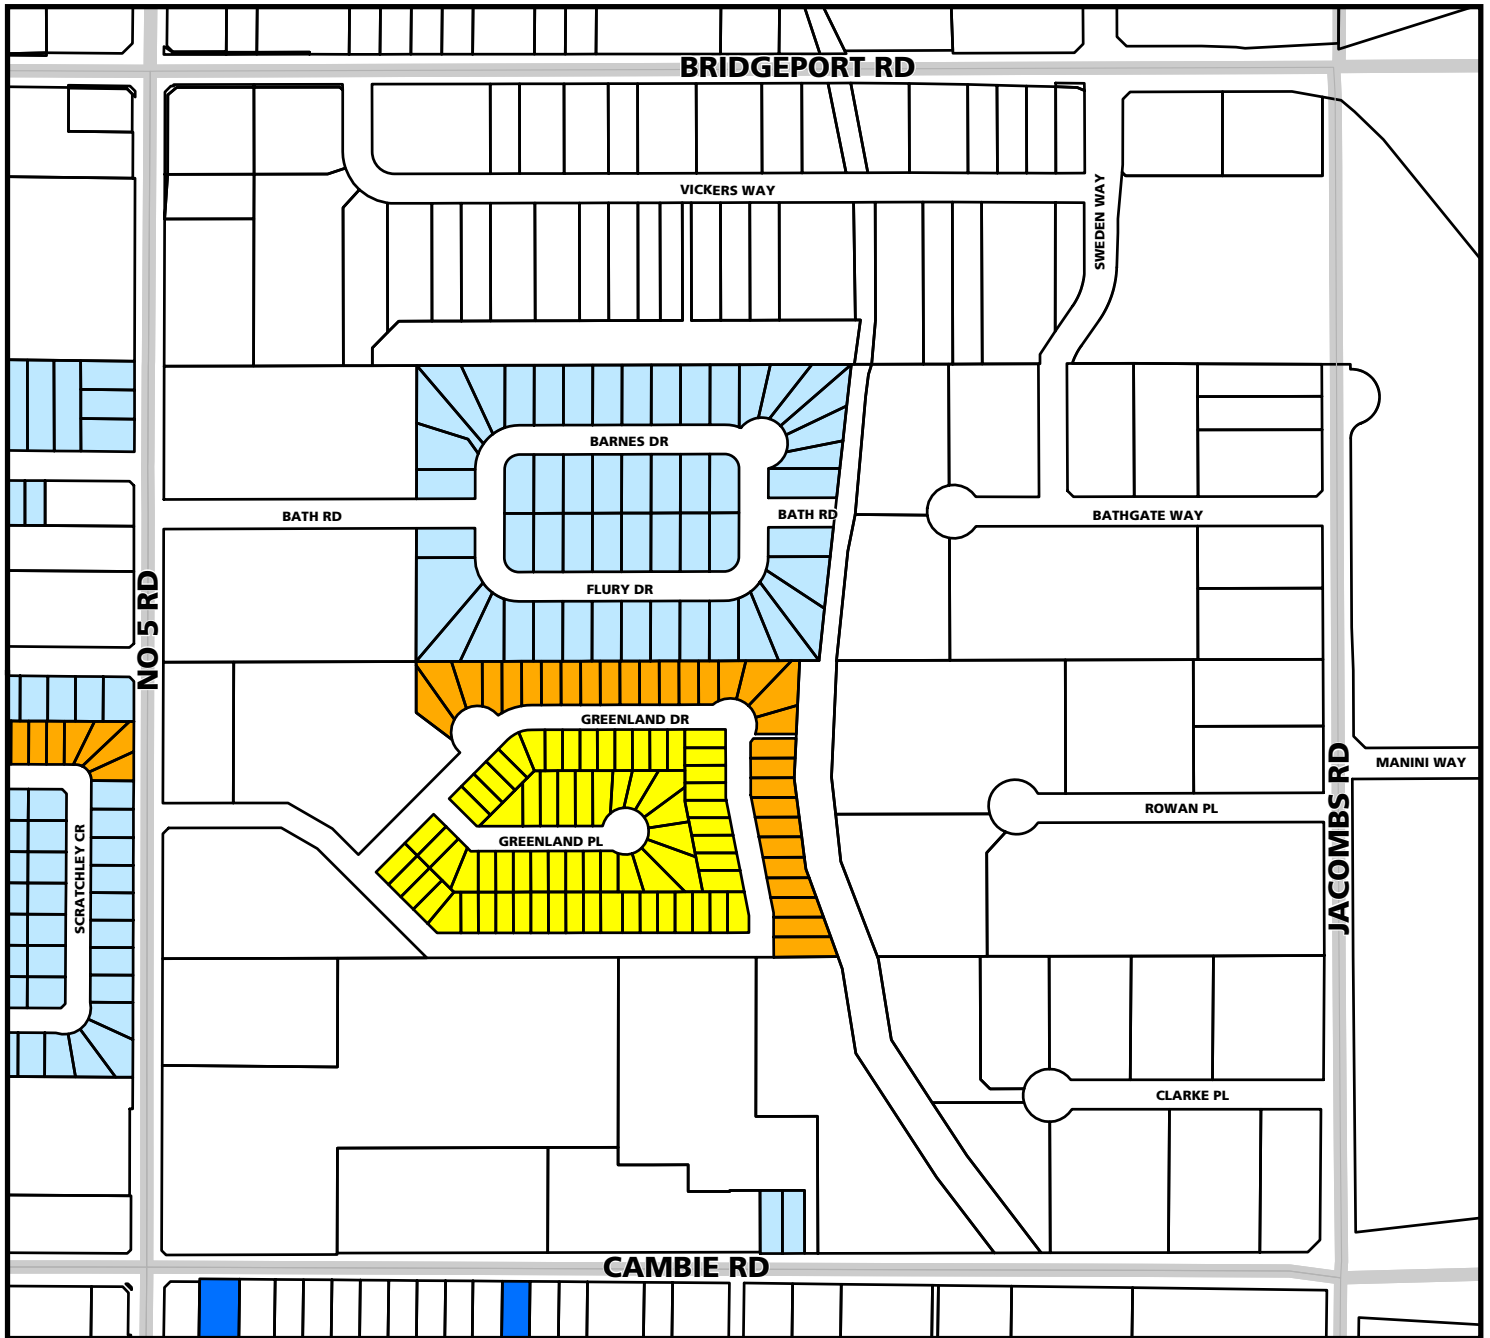 BRIDGEPORT RD
VICKERS WAY
SWEDEN WAY
BARNES DR
BATH RD
BATH RD
BATHGATE WAY
FLURY DR
NO 5 RD
GREENLAND DR
MANINI WAY
ROWAN PL
JACOBS RD
GREENLAND PL
SCRATCHLEY CR
CLARKE PL
CAMBIE RD